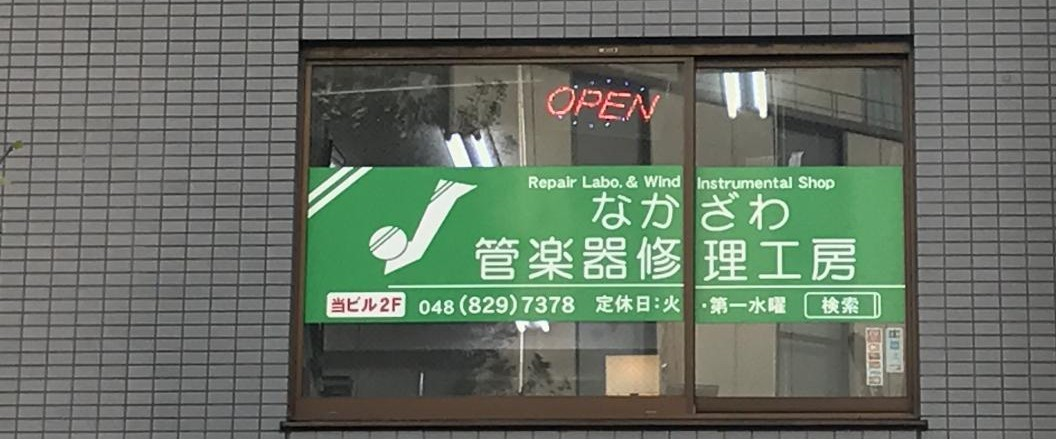 OPEN
Repair Labo. & Wind Instrumental Shop
なかざわ
管楽器修理工房
当ビル2F 048(829)7378 定休日:火・第一水曜 検索